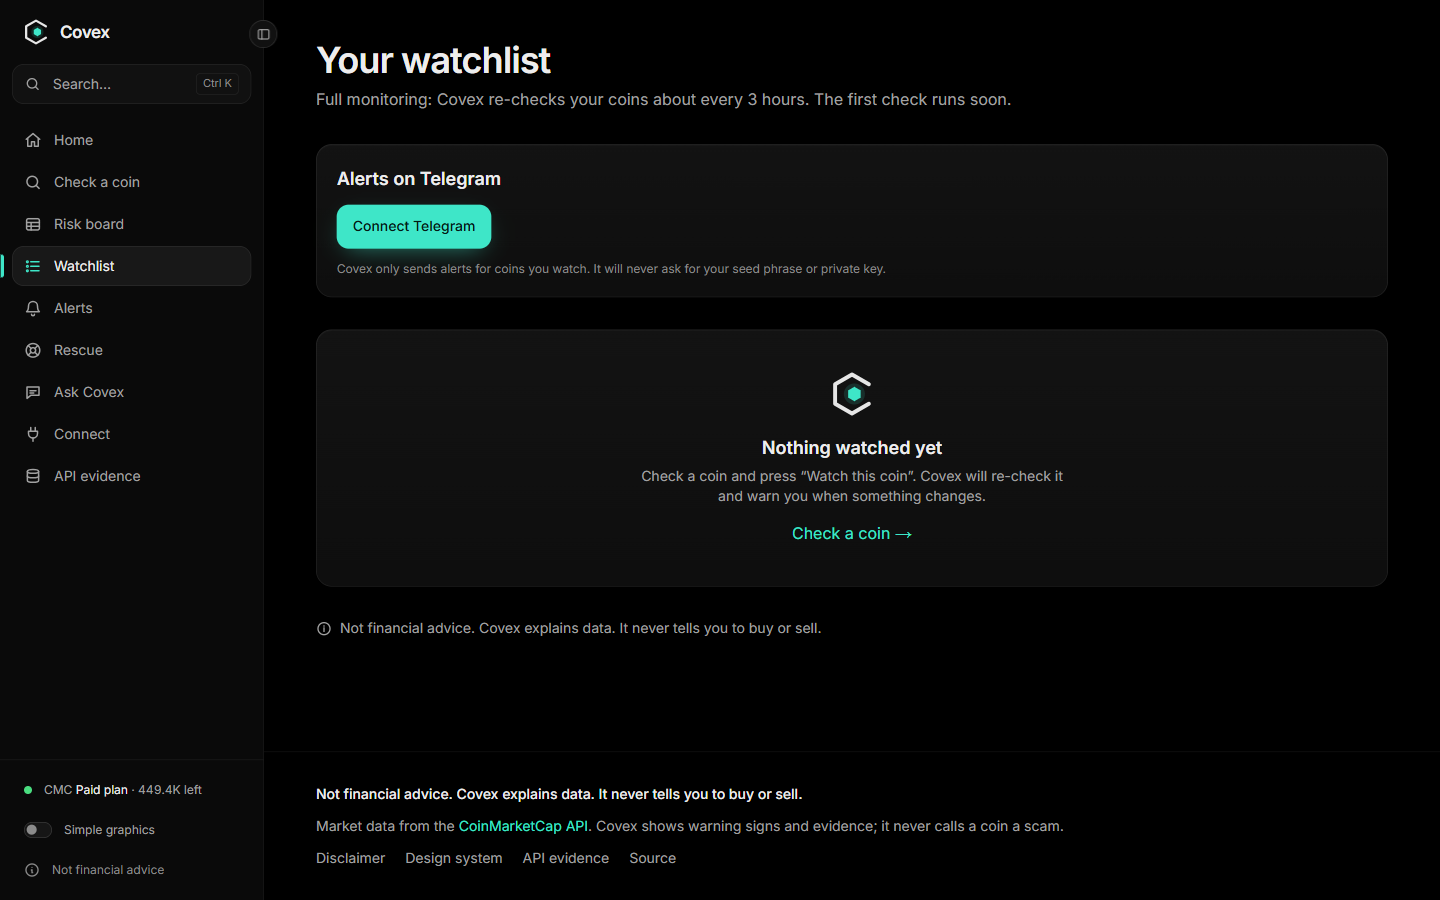 Covex
Search...
Ctrl K
Home
Check a coin
Risk board
Watchlist
Alerts
Rescue
Ask Covex
Connect
API evidence
CMC Paid plan · 449.4K left
Simple graphics
Not financial advice
Your watchlist
Full monitoring: Covex re-checks your coins about every 3 hours. The first check runs soon.
Alerts on Telegram
Connect Telegram
Covex only sends alerts for coins you watch. It will never ask for your seed phrase or private key.
Nothing watched yet
Check a coin and press “Watch this coin”. Covex will re-check it
and warn you when something changes.
Check a coin →
Not financial advice. Covex explains data. It never tells you to buy or sell.
Not financial advice. Covex explains data. It never tells you to buy or sell.
Market data from the CoinMarketCap API. Covex shows warning signs and evidence; it never calls a coin a scam.
Disclaimer Design system API evidence Source